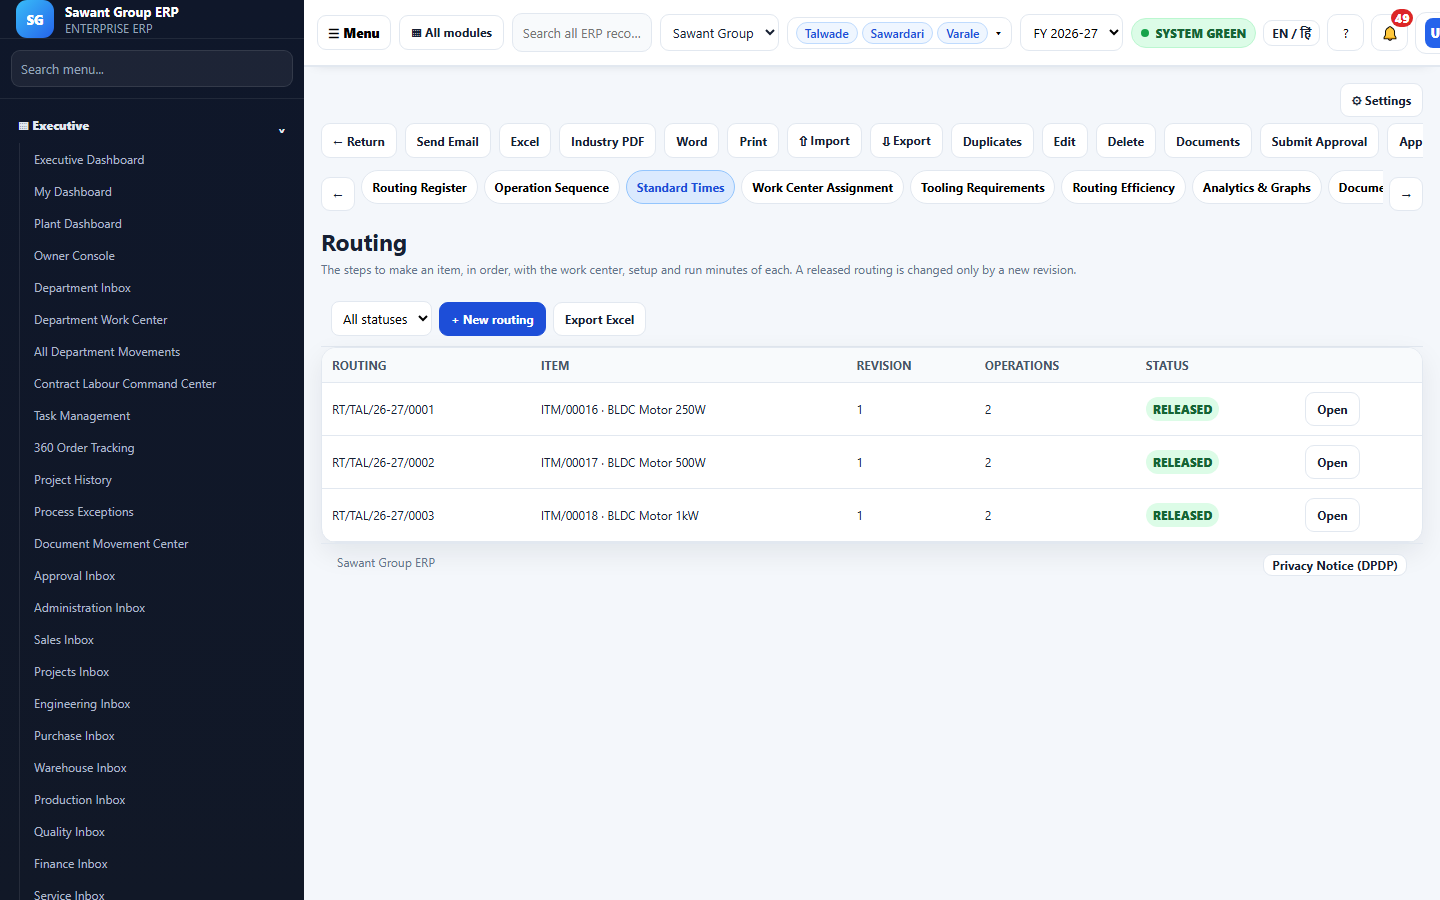 SG
Sawant Group ERP
ENTERPRISE ERP
Search menu...
Executive
Executive Dashboard
My Dashboard
Plant Dashboard
Owner Console
Department Inbox
Department Work Center
All Department Movements
Contract Labour Command Center
Task Management
360 Order Tracking
Project History
Process Exceptions
Document Movement Center
Approval Inbox
Administration Inbox
Sales Inbox
Projects Inbox
Engineering Inbox
Purchase Inbox
Warehouse Inbox
Production Inbox
Quality Inbox
Finance Inbox
Service Inbox
☰ Menu
All modules
Search all ERP reco...
Sawant Group
Talwade
Sawardari
Varale
FY 2026-27
SYSTEM GREEN
EN / हिं
?
49
U
⚙ Settings
← Return
Send Email
Excel
Industry PDF
Word
Print
⇧ Import
⇩ Export
Duplicates
Edit
Delete
Documents
Submit Approval
App
←
Routing Register
Operation Sequence
Standard Times
Work Center Assignment
Tooling Requirements
Routing Efficiency
Analytics & Graphs
Docume
→
Routing
The steps to make an item, in order, with the work center, setup and run minutes of each. A released routing is changed only by a new revision.
All statuses
+ New routing
Export Excel
ROUTING ITEM REVISION OPERATIONS STATUS
RT/TAL/26-27/0001 ITM/00016 · BLDC Motor 250W 1 2 RELEASED Open
RT/TAL/26-27/0002 ITM/00017 · BLDC Motor 500W 1 2 RELEASED Open
RT/TAL/26-27/0003 ITM/00018 · BLDC Motor 1kW 1 2 RELEASED Open
Sawant Group ERP
Privacy Notice (DPDP)